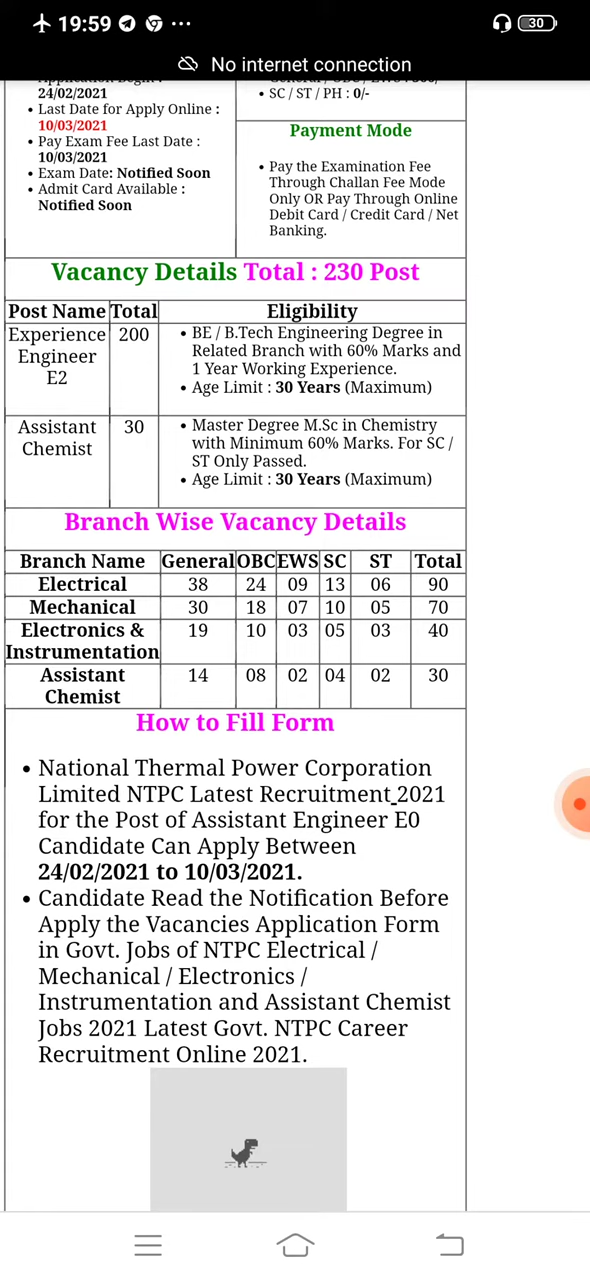 19:59
30
No internet connection
Application Begin :
24/02/2021
• Last Date for Apply Online :
10/03/2021
• Pay Exam Fee Last Date :
10/03/2021
• Exam Date: Notified Soon
• Admit Card Available :
Notified Soon
• SC / ST / PH : 0/-
Payment Mode
• Pay the Examination Fee
Through Challan Fee Mode
Only OR Pay Through Online
Debit Card / Credit Card / Net
Banking.
Vacancy Details Total : 230 Post
Post Name Total Eligibility
Experience Engineer E2 200
• BE / B.Tech Engineering Degree in
Related Branch with 60% Marks and
1 Year Working Experience.
• Age Limit : 30 Years (Maximum)
Assistant Chemist 30
• Master Degree M.Sc in Chemistry
with Minimum 60% Marks. For SC /
ST Only Passed.
• Age Limit : 30 Years (Maximum)
Branch Wise Vacancy Details
Branch Name General OBC EWS SC ST Total
Electrical 38 24 09 13 06 90
Mechanical 30 18 07 10 05 70
Electronics & Instrumentation 19 10 03 05 03 40
Assistant Chemist 14 08 02 04 02 30
How to Fill Form
• National Thermal Power Corporation
Limited NTPC Latest Recruitment 2021
for the Post of Assistant Engineer E0
Candidate Can Apply Between
24/02/2021 to 10/03/2021.
• Candidate Read the Notification Before
Apply the Vacancies Application Form
in Govt. Jobs of NTPC Electrical /
Mechanical / Electronics /
Instrumentation and Assistant Chemist
Jobs 2021 Latest Govt. NTPC Career
Recruitment Online 2021.